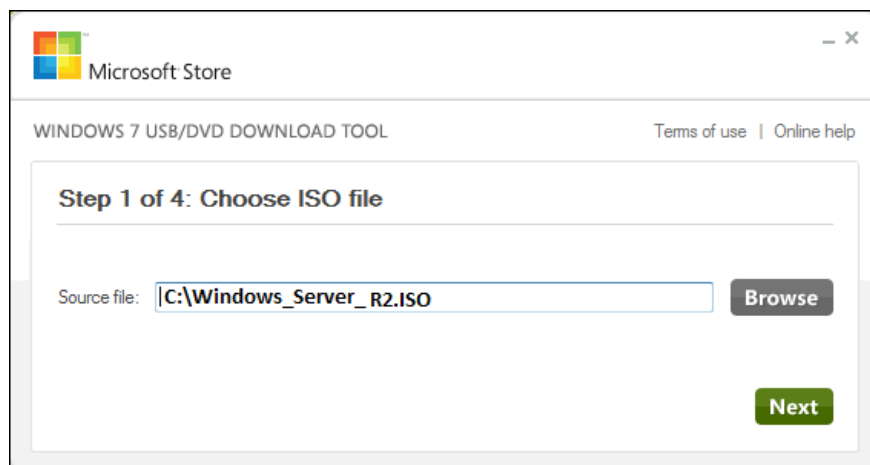 Microsoft Store
WINDOWS 7 USB/DVD DOWNLOAD TOOL Terms of use | Online help
Step 1 of 4: Choose ISO file
Source file: C:\Windows_Server_ R2.ISO Browse
Next